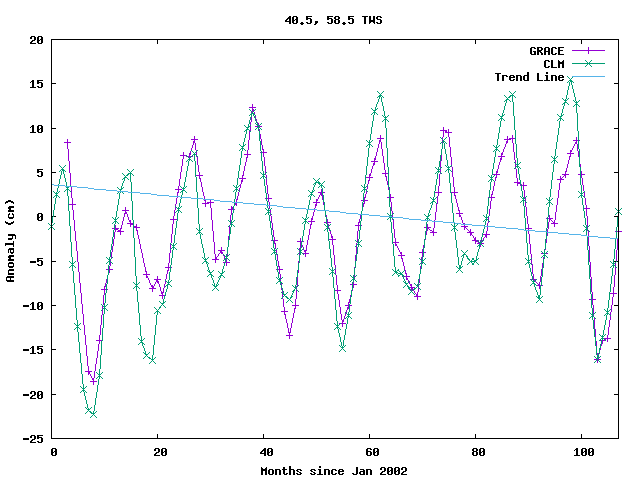 40.5, 58.5 TWS
GRACE
CLM
Trend Line
20
15
10
5
0
-5
-10
-15
-20
-25
Anomaly (cm)
0 20 40 60 80 100
Months since Jan 2002